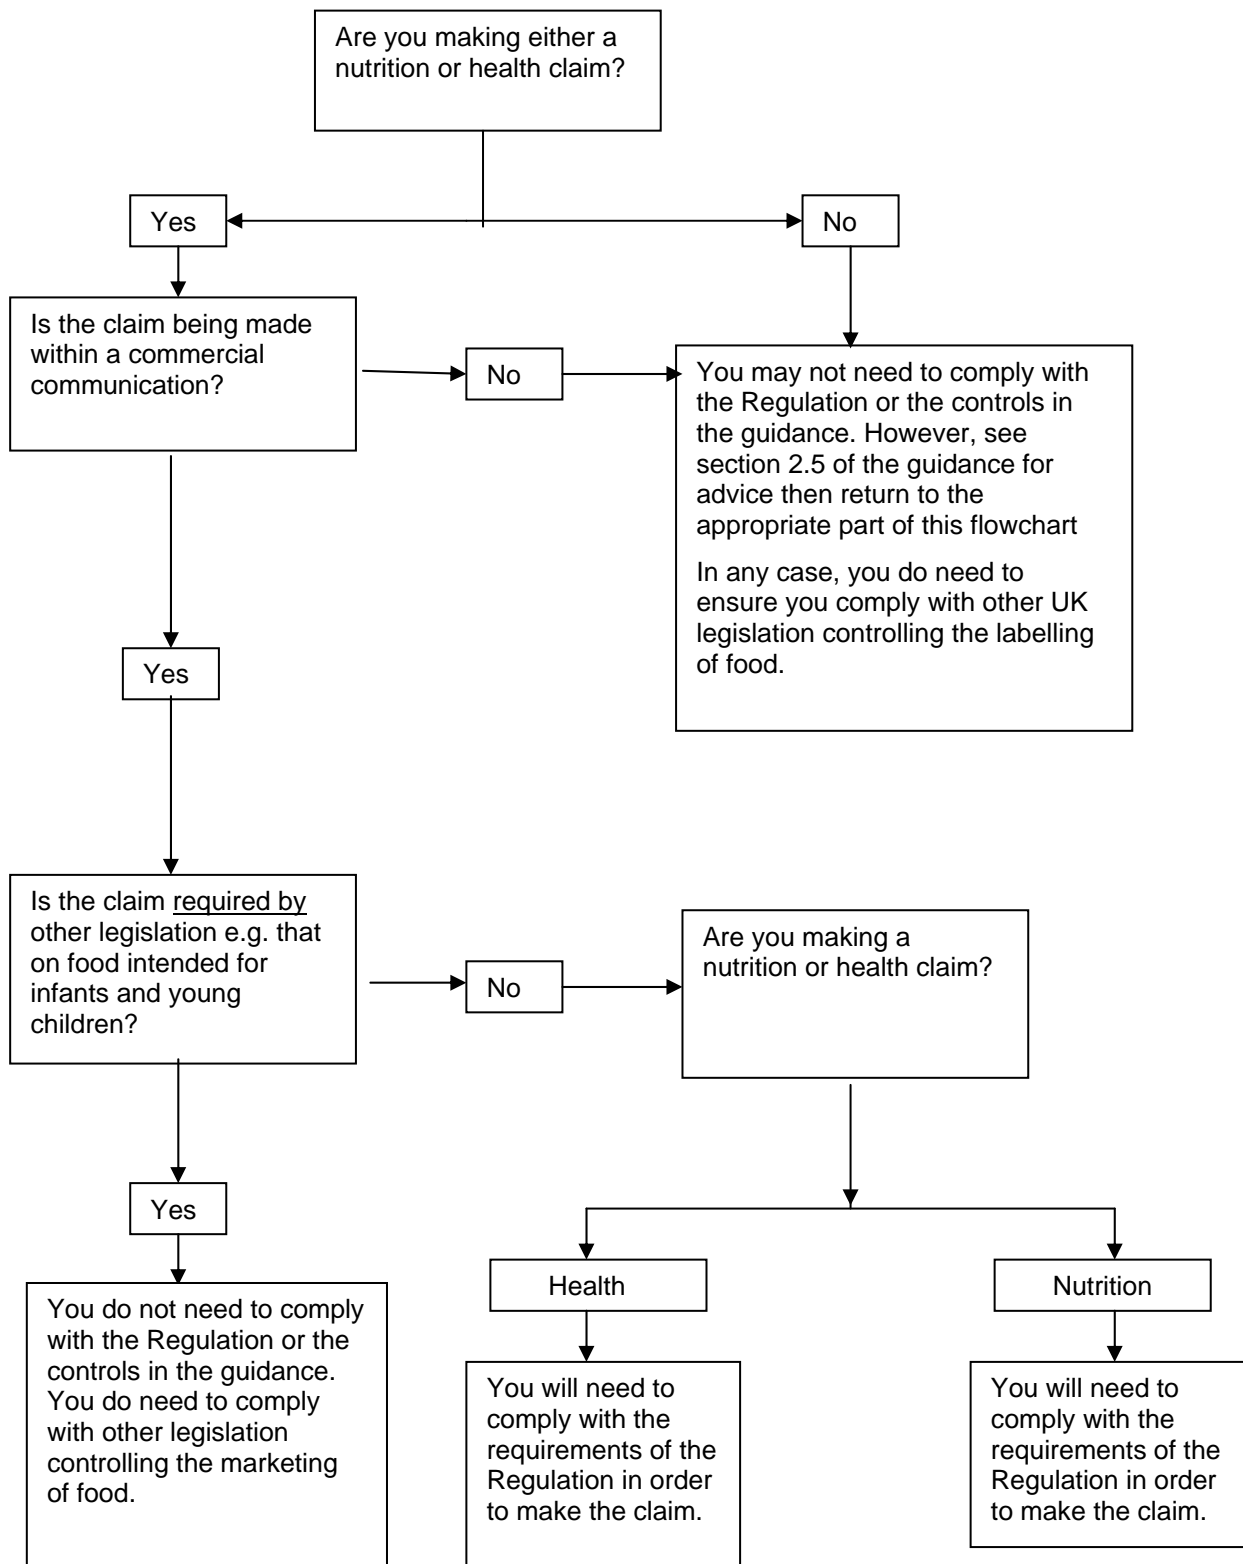 Are you making either a
nutrition or health claim?
Yes
No
Is the claim being made
within a commercial
communication?
No
You may not need to comply with
the Regulation or the controls in
the guidance. However, see
section 2.5 of the guidance for
advice then return to the
appropriate part of this flowchart
In any case, you do need to
ensure you comply with other UK
legislation controlling the labelling
of food.
Yes
Is the claim required by
other legislation e.g. that
on food intended for
infants and young
children?
No
Are you making a
nutrition or health claim?
Yes
Health
Nutrition
You do not need to comply
with the Regulation or the
controls in the guidance.
You do need to comply
with other legislation
controlling the marketing
of food.
You will need to
comply with the
requirements of the
Regulation in order
to make the claim.
You will need to
comply with the
requirements of the
Regulation in order
to make the claim.